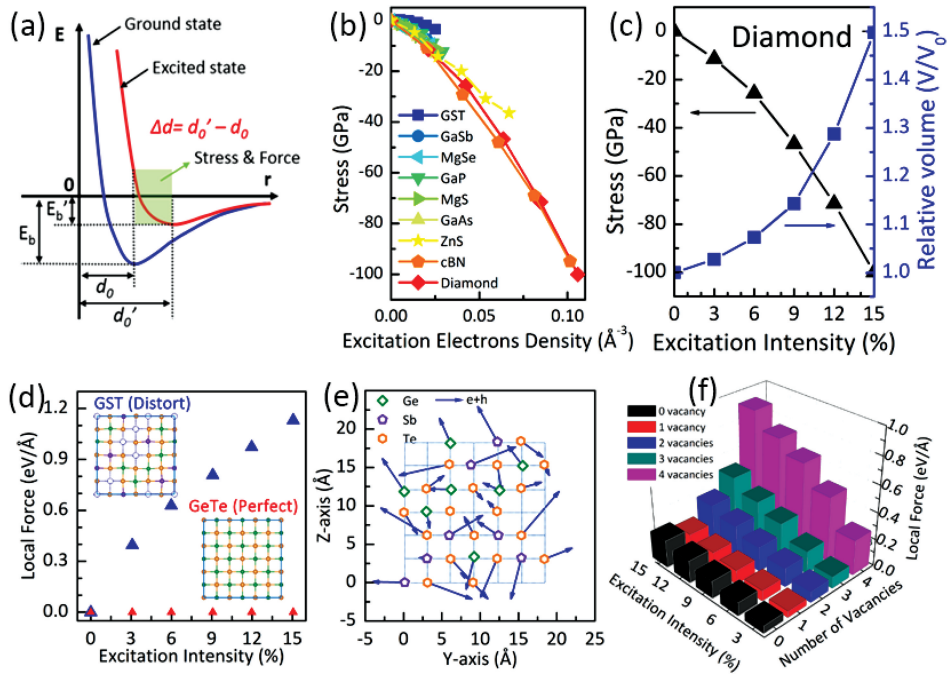 (a)
E
Ground state
Excited state
Δd= d₀′ − d₀
Stress & Force
0
r
E_b′
E_b
d₀
d₀′
(b)
0
-20
-40
-60
-80
-100
Stress (GPa)
GST
GaSb
MgSe
GaP
MgS
GaAs
ZnS
cBN
Diamond
0.00 0.05 0.10
Excitation Electrons Density (Å⁻³)
(c)
Diamond
0
-20
-40
-60
-80
-100
Stress (GPa)
1.5
1.4
1.3
1.2
1.1
1.0
Relative volume (V/V₀)
0 3 6 9 12 15
Excitation Intensity (%)
(d)
GST (Distort)
GeTe (Perfect)
1.2
0.9
0.6
0.3
0.0
Local Force (eV/Å)
0 3 6 9 12 15
Excitation Intensity (%)
(e)
Ge
Sb
Te
e+h
20
15
10
5
0
-5
Z-axis (Å)
-5 0 5 10 15 20 25
Y-axis (Å)
(f)
0 vacancy
1 vacancy
2 vacancies
3 vacancies
4 vacancies
1.0
0.8
0.6
0.4
0.2
0.0
Local Force (eV/Å)
15
12
9
6
3
Excitation Intensity (%)
0
1
2
3
4
Number of Vacancies